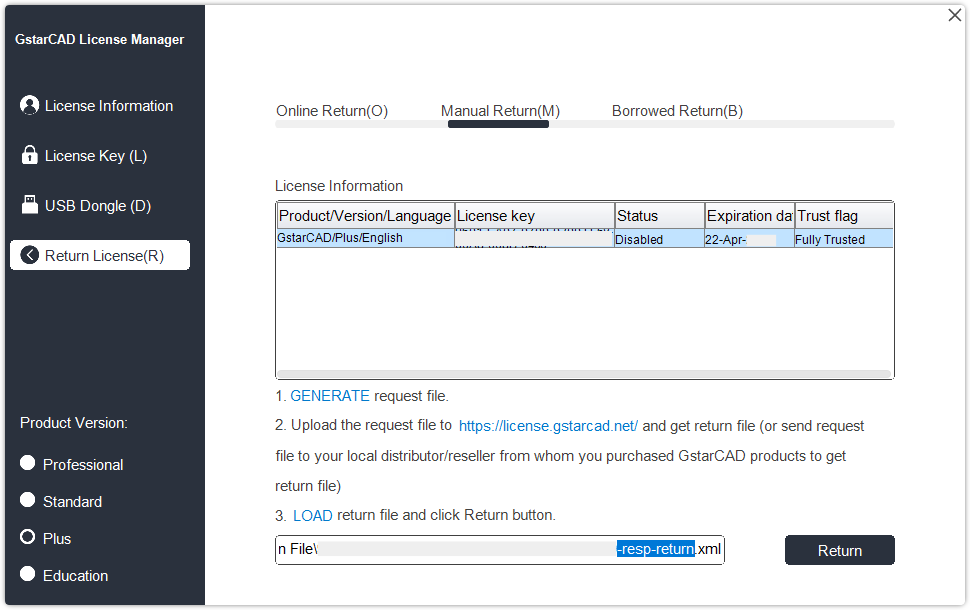 GstarCAD License Manager
License Information
License Key (L)
USB Dongle (D)
Return License(R)
Product Version:
Professional
Standard
Plus
Education
Online Return(O) Manual Return(M) Borrowed Return(B)
License Information
Product/Version/Language License key Status Expiration da Trust flag
GstarCAD/Plus/English Disabled 22-Apr- Fully Trusted
1. GENERATE request file.
2. Upload the request file to https://license.gstarcad.net/ and get return file (or send request
file to your local distributor/reseller from whom you purchased GstarCAD products to get
return file)
3. LOAD return file and click Return button.
n File\ -resp-return.xml
Return